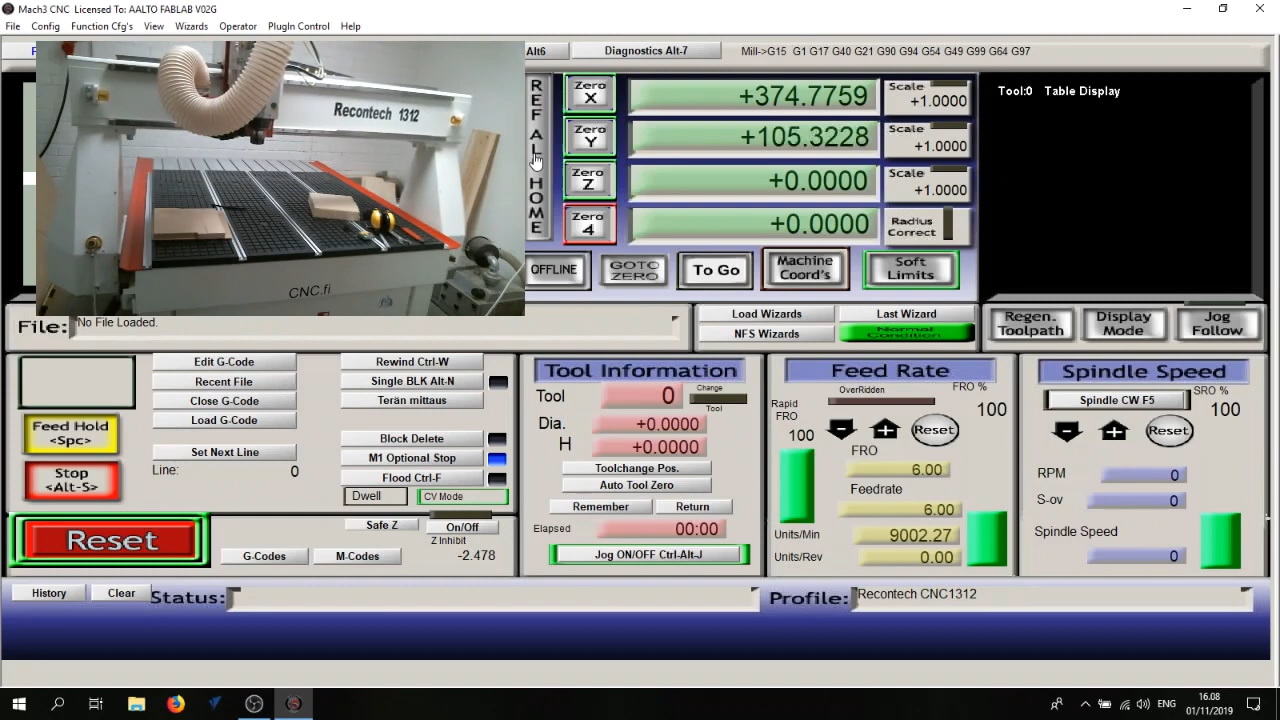 Mach3 CNC Licensed To: AALTO FABLAB V02G
File Config Function Cfg's View Wizards Operator PlugIn Control Help
Alt6 Diagnostics Alt-7 Mill->G15 G1 G17 G40 G21 G90 G94 G54 G49 G99 G64 G97
Recontech 1312
CNC.fi
REF ALL HOME
Zero X +374.7759 Scale +1.0000
Zero Y +105.3228 Scale +1.0000
Zero Z +0.0000 Scale +1.0000
Zero 4 +0.0000 Radius Correct
OFFLINE GOTO ZERO To Go Machine Coord's Soft Limits
Tool:0 Table Display
File: No File Loaded.
Load Wizards Last Wizard
NFS Wizards Normal Condition
Regen. Toolpath Display Mode Jog Follow
Edit G-Code Rewind Ctrl-W
Recent File Single BLK Alt-N
Close G-Code Terän mittaus
Load G-Code
Block Delete
Set Next Line M1 Optional Stop
Line: 0 Flood Ctrl-F
Dwell CV Mode
Feed Hold
<Spc>
Stop
<Alt-S>
Reset
Safe Z On/Off
Z Inhibit
G-Codes M-Codes -2.478
Tool Information
Tool 0 Change Tool
Dia. +0.0000
H +0.0000
Toolchange Pos.
Auto Tool Zero
Remember Return
Elapsed 00:00
Jog ON/OFF Ctrl-Alt-J
Feed Rate
OverRidden FRO %
Rapid FRO 100
100 Reset
FRO
6.00
Feedrate
6.00
Units/Min 9002.27
Units/Rev 0.00
Spindle Speed
Spindle CW F5 SRO %
100
Reset
RPM 0
S-ov 0
Spindle Speed
0
History Clear Status: Profile: Recontech CNC1312
ENG 16.08
01/11/2019